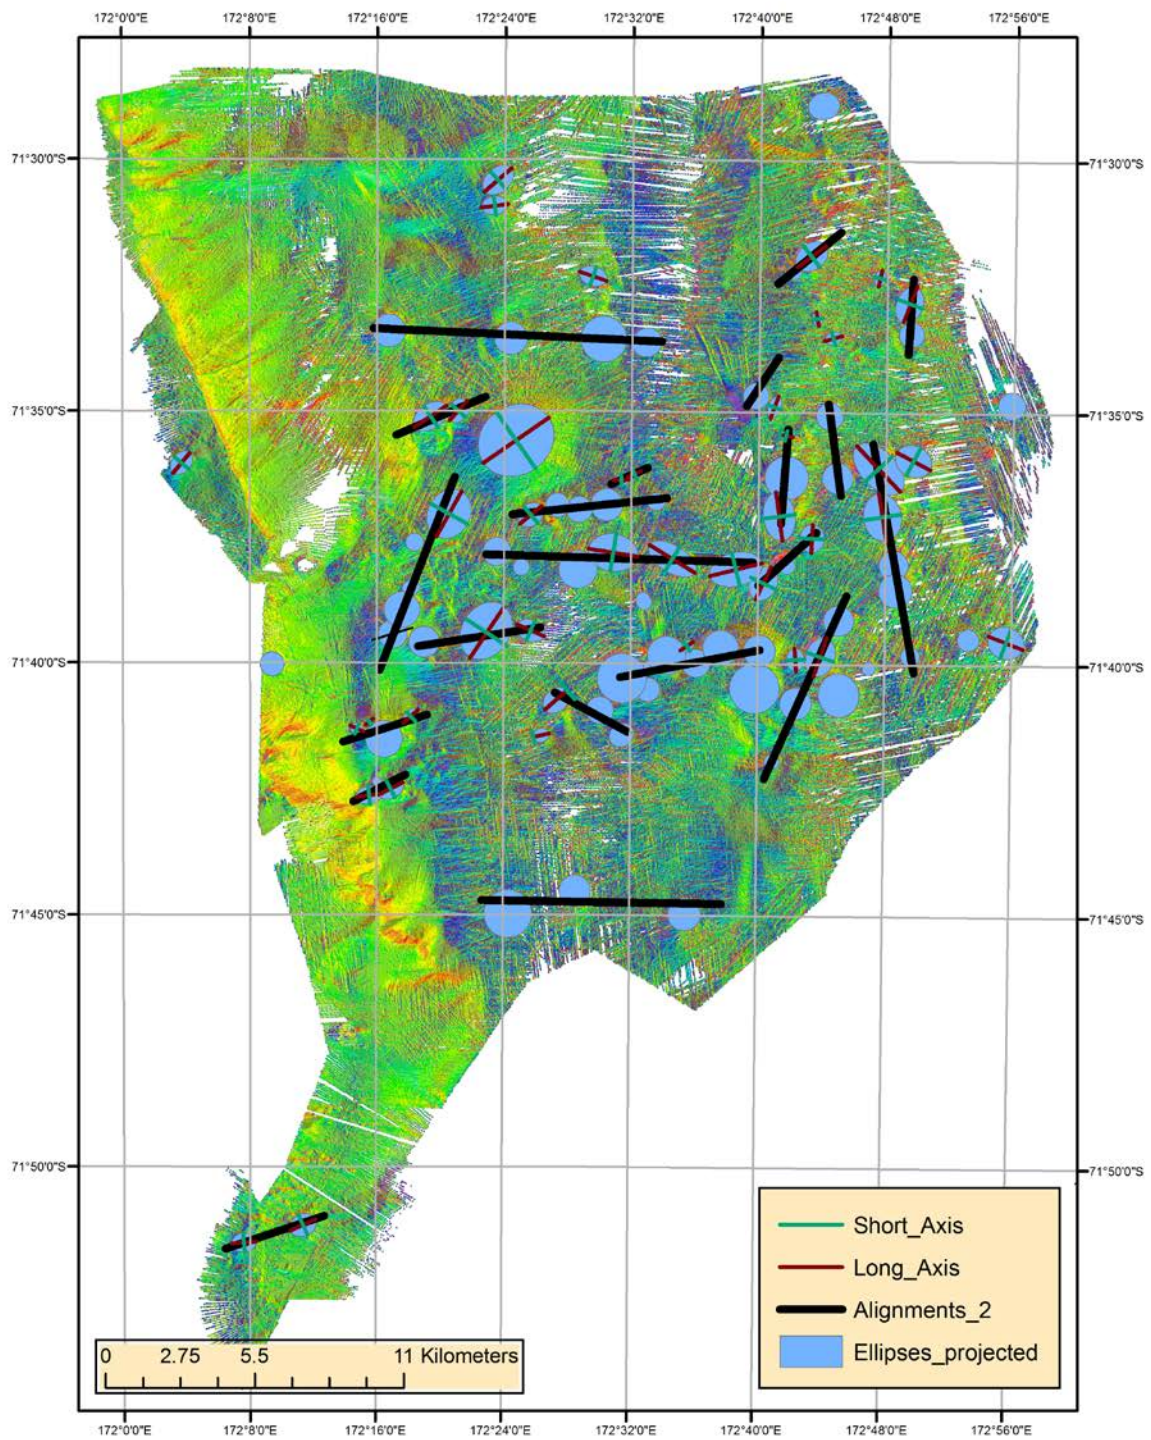 172°0'0"E 172°8'0"E 172°16'0"E 172°24'0"E 172°32'0"E 172°40'0"E 172°48'0"E 172°56'0"E
71°30'0"S 71°30'0"S
71°35'0"S 71°35'0"S
71°40'0"S 71°40'0"S
71°45'0"S 71°45'0"S
71°50'0"S 71°50'0"S
Short_Axis
Long_Axis
Alignments_2
Ellipses_projected
0 2.75 5.5 11 Kilometers
172°0'0"E 172°8'0"E 172°16'0"E 172°24'0"E 172°32'0"E 172°40'0"E 172°48'0"E 172°56'0"E